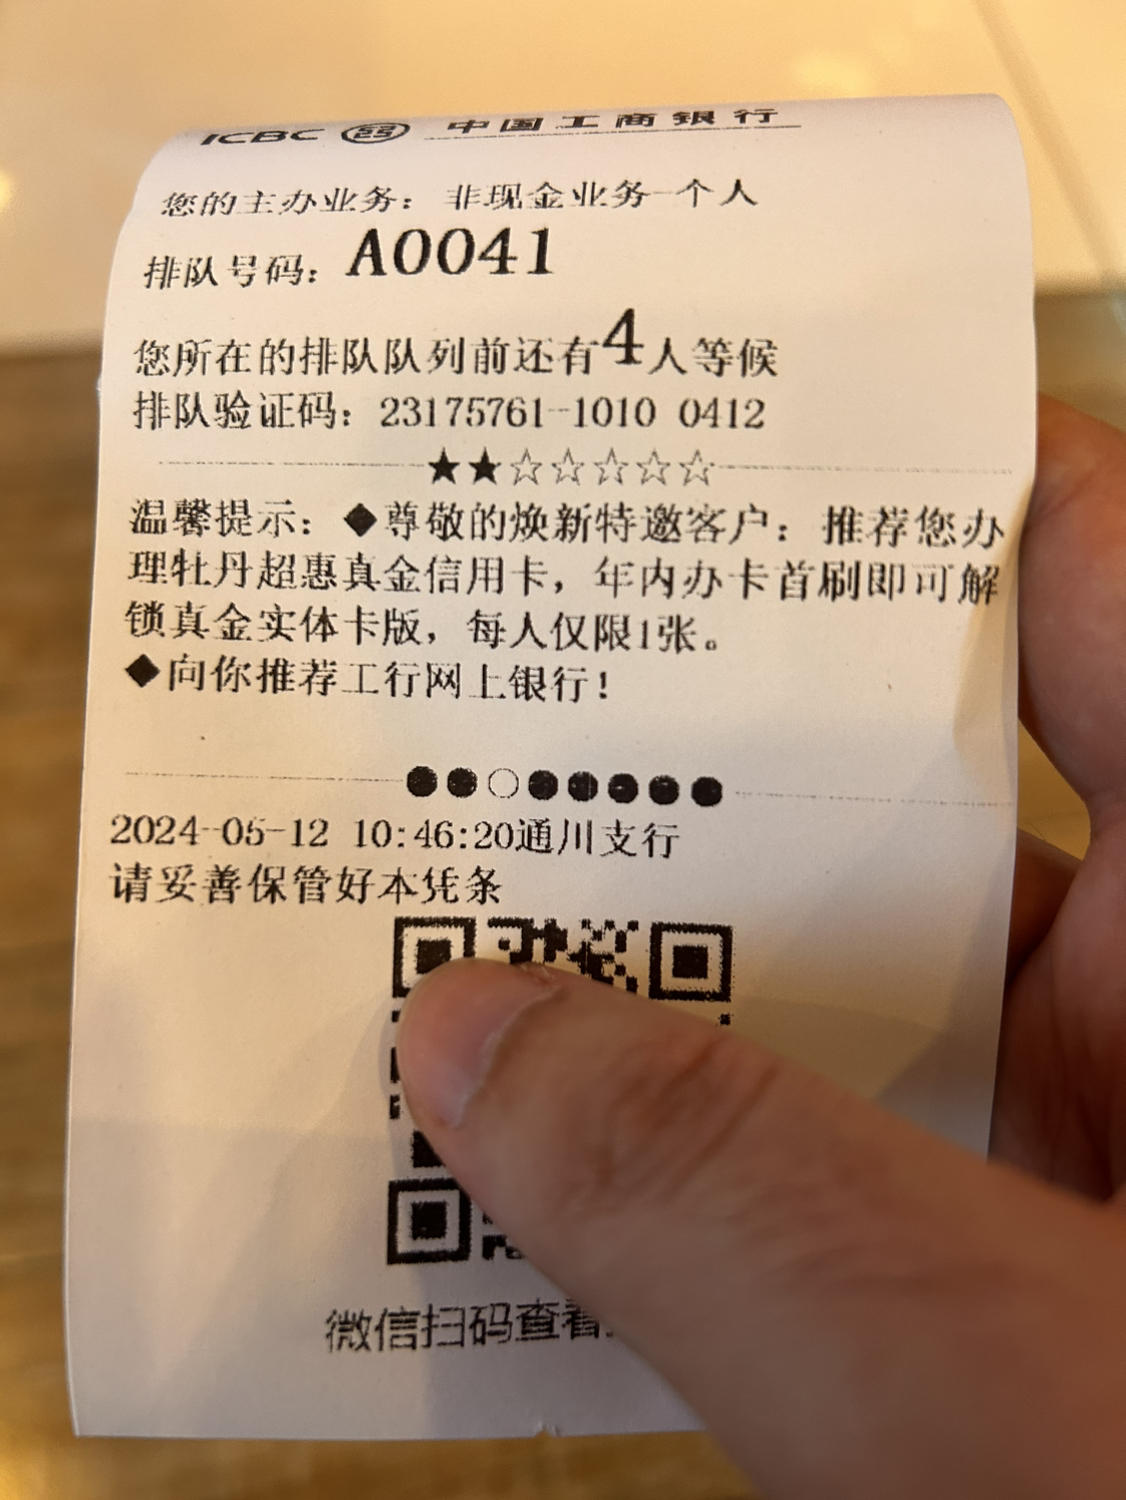 ICBC 中国工商银行
您的主办业务：非现金业务-个人
排队号码：A0041
您所在的排队队列前还有4人等候
排队验证码：23175761-1010 0412
★★☆☆☆☆☆
温馨提示：◆尊敬的焕新特邀客户：推荐您办
理牡丹超惠真金信用卡，年内办卡首刷即可解
锁真金实体卡版，每人仅限1张。
◆向你推荐工行网上银行！
●●○●●●●●
2024-05-12 10:46:20通川支行
请妥善保管好本凭条
微信扫码查看